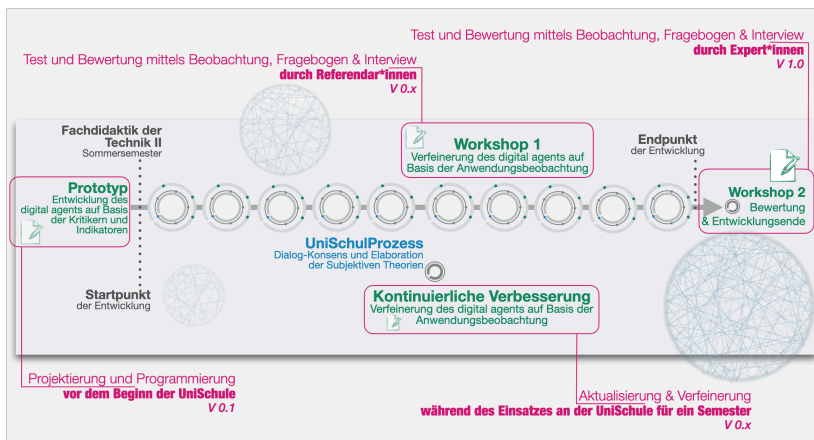 Test und Bewertung mittels Beobachtung, Fragebogen & Interview
durch Expert*innen
V 1.0
Test und Bewertung mittels Beobachtung, Fragebogen & Interview
durch Referendar*innen
V 0.x
Fachdidaktik der
Technik II
Sommersemester
Workshop 1
Verfeinerung des digital agents auf
Basis der Anwendungsbeobachtung
Endpunkt
der Entwicklung
Prototyp
Entwicklung des
digital agents auf Basis
der Kritikern und
Indikatoren
Workshop 2
Bewertung
& Entwicklungsende
UniSchulProzess
Dialog-Konsens und Elaboration
der Subjektiven Theorien
Startpunkt
der Entwicklung
Kontinuierliche Verbesserung
Verfeinerung des digital agents auf Basis der
Anwendungsbeobachtung
Projektierung und Programmierung
vor dem Beginn der UniSchule
V 0.1
Aktualisierung & Verfeinerung
während des Einsatzes an der UniSchule für ein Semester
V 0.x